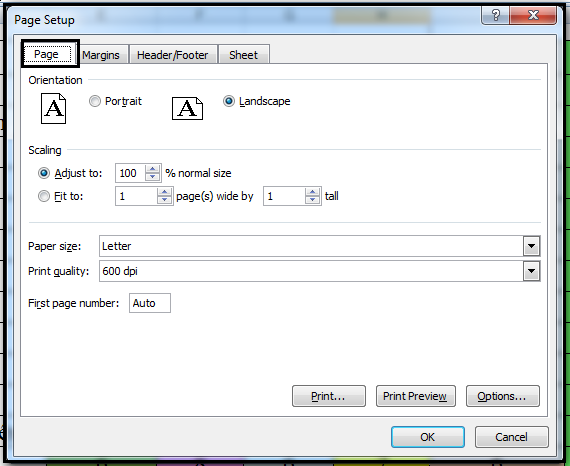 Page Setup
Page Margins Header/Footer Sheet
Orientation
A Portrait A Landscape
Scaling
Adjust to: 100 % normal size
Fit to: 1 page(s) wide by 1 tall
Paper size: Letter
Print quality: 600 dpi
First page number: Auto
Print... Print Preview Options...
OK Cancel